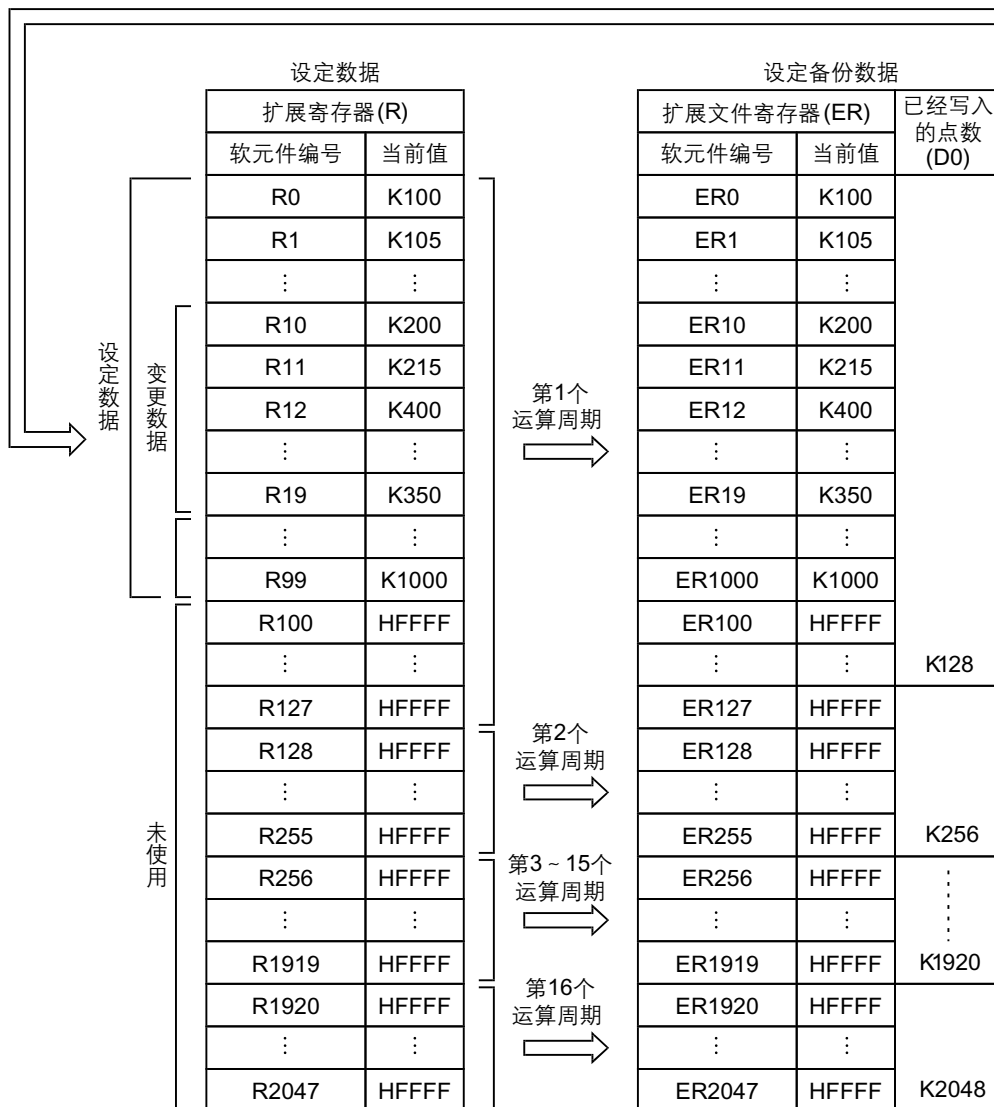 设定数据
扩展寄存器(R)
软元件编号 当前值
R0 K100
R1 K105
⋮ ⋮
R10 K200
R11 K215
R12 K400
⋮ ⋮
R19 K350
⋮ ⋮
R99 K1000
R100 HFFFF
⋮ ⋮
R127 HFFFF
R128 HFFFF
⋮ ⋮
R255 HFFFF
R256 HFFFF
⋮ ⋮
R1919 HFFFF
R1920 HFFFF
⋮ ⋮
R2047 HFFFF
设定数据
变更数据
未使用
第1个
运算周期
第2个
运算周期
第3~15个
运算周期
第16个
运算周期
设定备份数据
扩展文件寄存器(ER)
软元件编号 当前值
ER0 K100
ER1 K105
⋮ ⋮
ER10 K200
ER11 K215
ER12 K400
⋮ ⋮
ER19 K350
⋮ ⋮
ER1000 K1000
ER100 HFFFF
⋮ ⋮
ER127 HFFFF
ER128 HFFFF
⋮ ⋮
ER255 HFFFF
ER256 HFFFF
⋮ ⋮
ER1919 HFFFF
ER1920 HFFFF
⋮ ⋮
ER2047 HFFFF
已经写入
的点数
(D0)
K128
K256
K1920
K2048